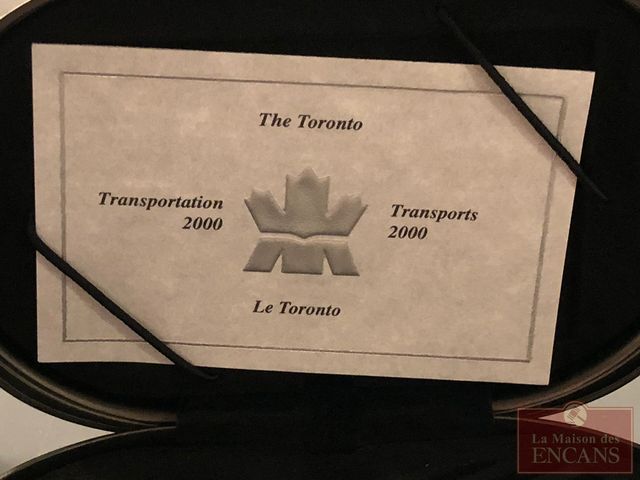 The Toronto
Transportation
2000
Transports
2000
Le Toronto
La Maison des
ENCANS